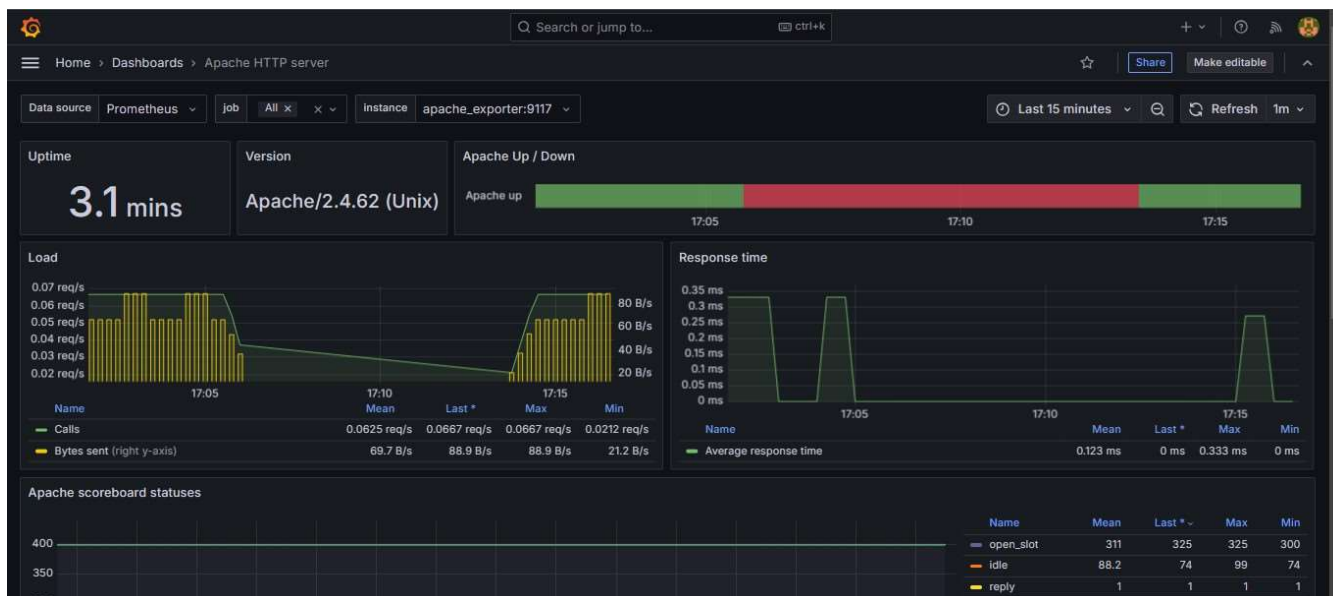 Search or jump to... ctrl+k
Home › Dashboards › Apache HTTP server Share Make editable
Data source Prometheus job All × instance apache_exporter:9117 Last 15 minutes Refresh 1m
Uptime
3.1 mins
Version
Apache/2.4.62 (Unix)
Apache Up / Down
Apache up
17:05 17:10 17:15
Load
0.07 req/s
0.06 req/s
0.05 req/s
0.04 req/s
0.03 req/s
0.02 req/s
80 B/s
60 B/s
40 B/s
20 B/s
17:05 17:10 17:15
Name Mean Last * Max Min
Calls 0.0625 req/s 0.0667 req/s 0.0667 req/s 0.0212 req/s
Bytes sent (right y-axis) 69.7 B/s 88.9 B/s 88.9 B/s 21.2 B/s
Response time
0.35 ms
0.3 ms
0.25 ms
0.2 ms
0.15 ms
0.1 ms
0.05 ms
0 ms
17:05 17:10 17:15
Name Mean Last * Max Min
Average response time 0.123 ms 0 ms 0.333 ms 0 ms
Apache scoreboard statuses
400
350
Name Mean Last * Max Min
open_slot 311 325 325 300
idle 88.2 74 99 74
reply 1 1 1 1